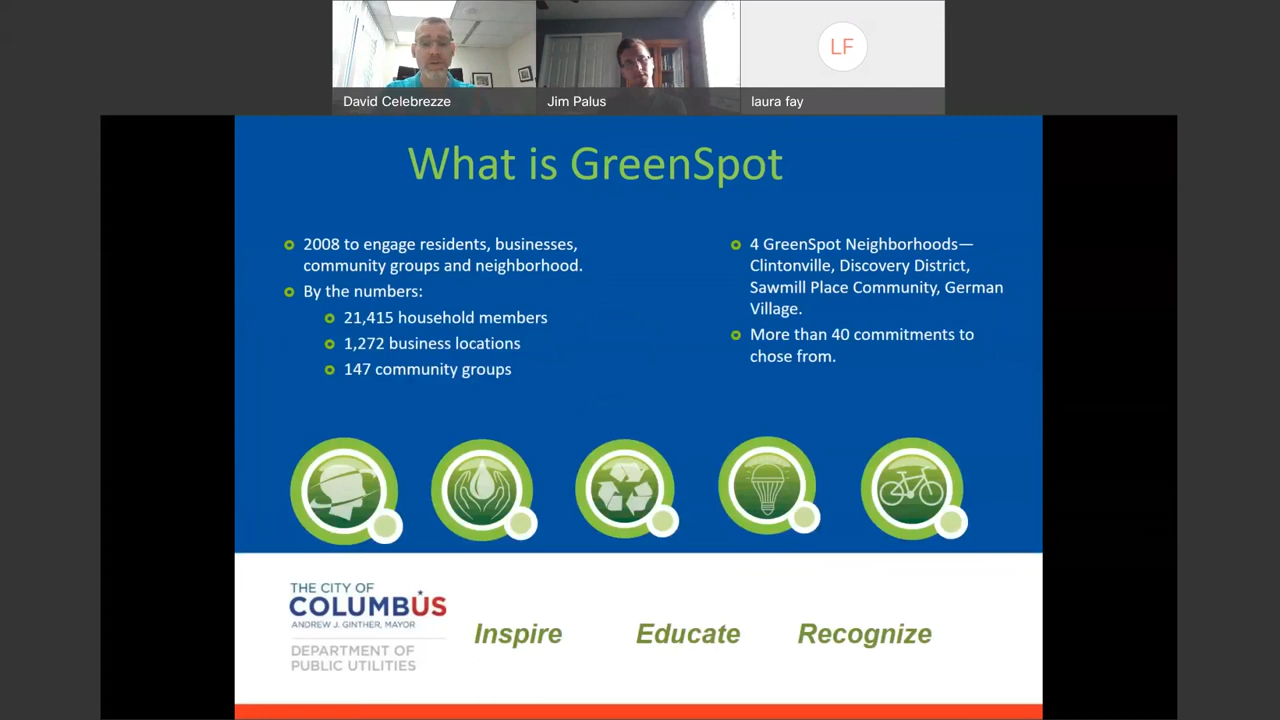 David Celebrezze
Jim Palus
LF
laura fay
What is GreenSpot
2008 to engage residents, businesses,
community groups and neighborhood.
By the numbers:
21,415 household members
1,272 business locations
147 community groups
4 GreenSpot Neighborhoods—
Clintonville, Discovery District,
Sawmill Place Community, German
Village.
More than 40 commitments to
chose from.
THE CITY OF
COLUMBUS
ANDREW J. GINTHER, MAYOR
DEPARTMENT OF
PUBLIC UTILITIES
Inspire
Educate
Recognize